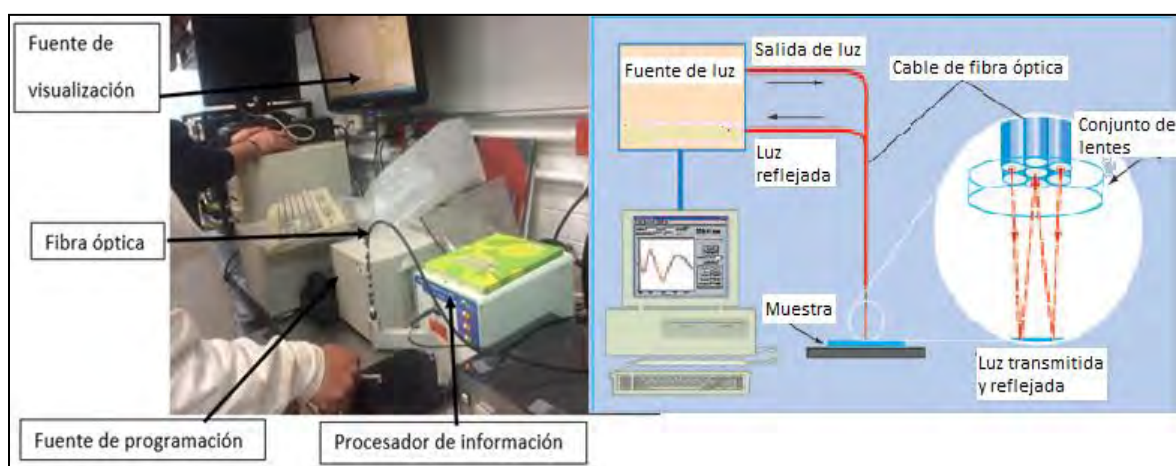 Fuente de
visualización
Fibra óptica
Fuente de programación
Procesador de información
Salida de luz
Fuente de luz
Cable de fibra óptica
Luz
reflejada
Conjunto de
lentes
Muestra
Luz transmitida
y reflejada